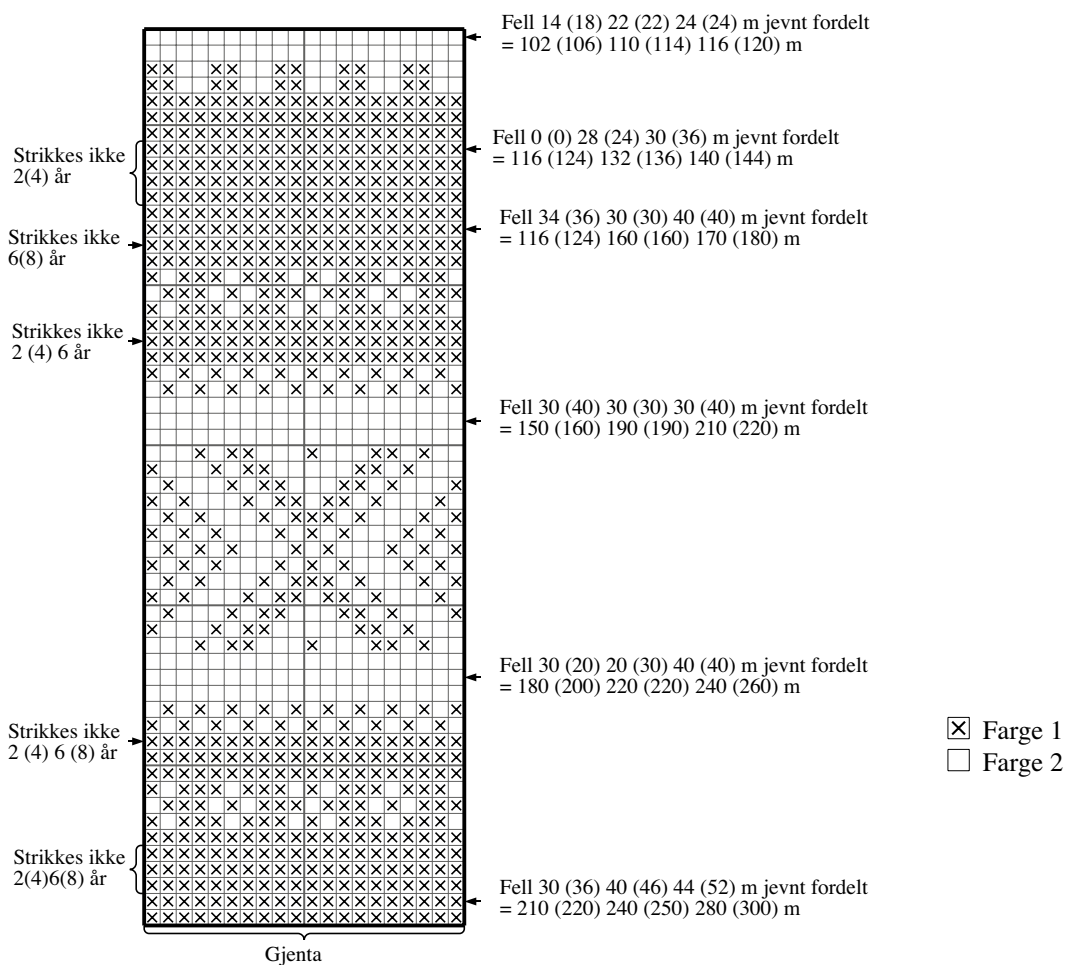 Fell 14 (18) 22 (22) 24 (24) m jevnt fordelt
= 102 (106) 110 (114) 116 (120) m
Fell 0 (0) 28 (24) 30 (36) m jevnt fordelt
= 116 (124) 132 (136) 140 (144) m
Strikkes ikke
2(4) år
Fell 34 (36) 30 (30) 40 (40) m jevnt fordelt
= 116 (124) 160 (160) 170 (180) m
Strikkes ikke
6(8) år
Strikkes ikke
2 (4) 6 år
Fell 30 (40) 30 (30) 30 (40) m jevnt fordelt
= 150 (160) 190 (190) 210 (220) m
Fell 30 (20) 20 (30) 40 (40) m jevnt fordelt
= 180 (200) 220 (220) 240 (260) m
Strikkes ikke
2 (4) 6 (8) år
Farge 1
Farge 2
Strikkes ikke
2(4)6(8) år
Fell 30 (36) 40 (46) 44 (52) m jevnt fordelt
= 210 (220) 240 (250) 280 (300) m
Gjenta